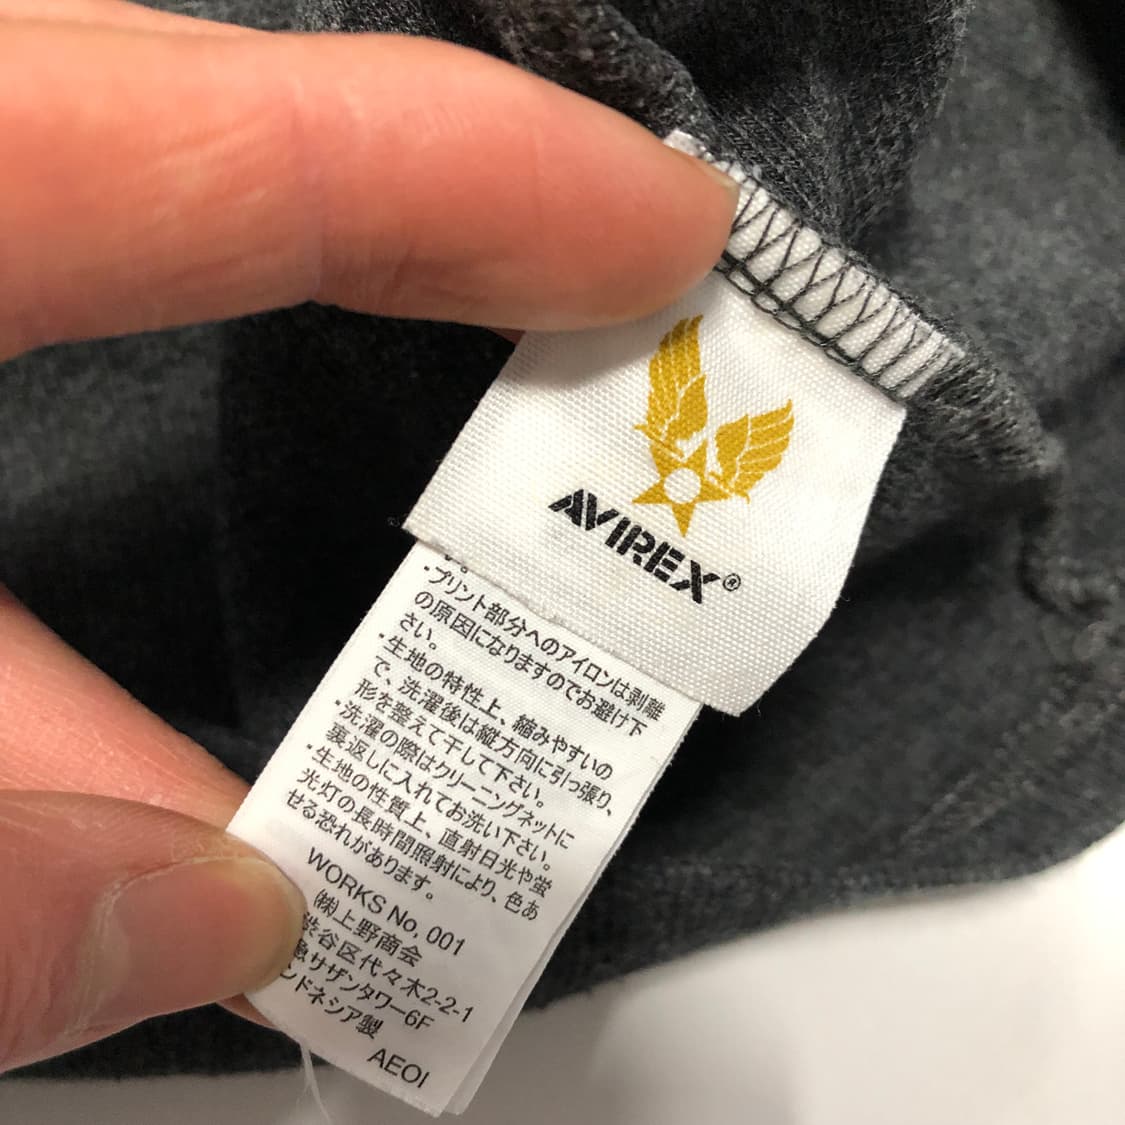 AVIREX®
い。
・プリント部分へのアイロンは剥離
の原因になりますのでお避け下
さい。
・生地の特性上、縮みやすいの
で、洗濯後は縦方向に引っ張り、
形を整えて干して下さい。
・洗濯の際はクリーニングネットに
裏返しに入れてお洗い下さい。
・生地の性質上、直射日光や蛍
光灯の長時間照射により、色あ
せる恐れがあります。
WORKS No, 001
㈱上野商会
渋谷区代々木2-2-1
急サザンタワー6F
ンドネシア製
AEOI